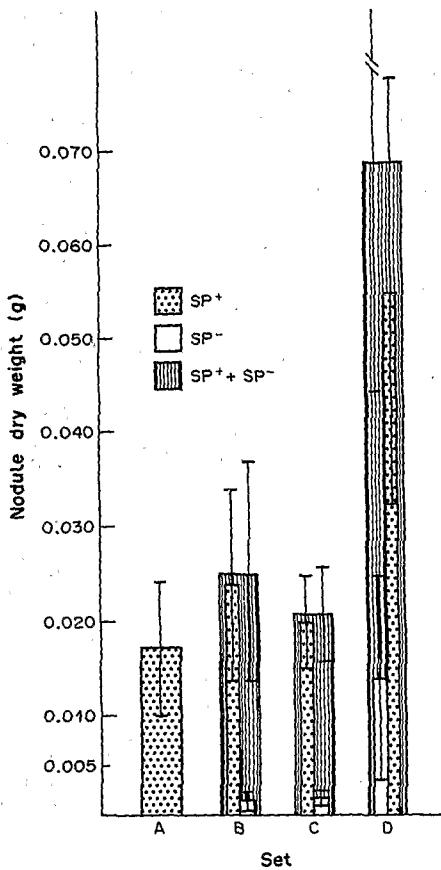 0.070
0.060
0.050
0.040
0.030
0.020
0.010
0.005
Nodule dry weight (g)
SP+
SP-
SP+ + SP-
A B C D
Set